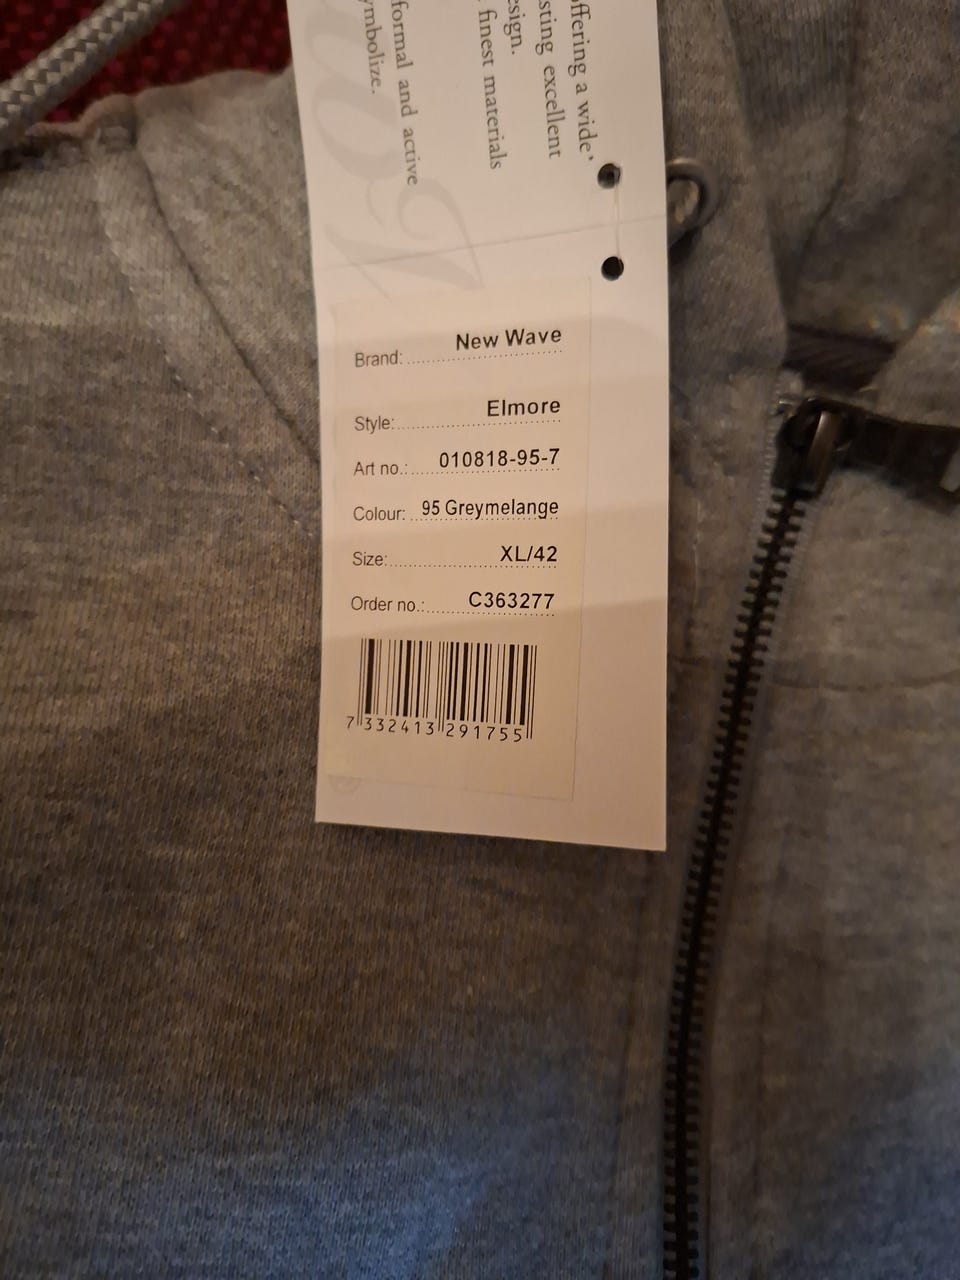 offering a wide
sting excellent
esign.
finest materials
formal and active
ymbolize.
Brand: New Wave
Style: Elmore
Art no.: 010818-95-7
Colour: 95 Greymelange
Size: XL/42
Order no.: C363277
7 332413 291755